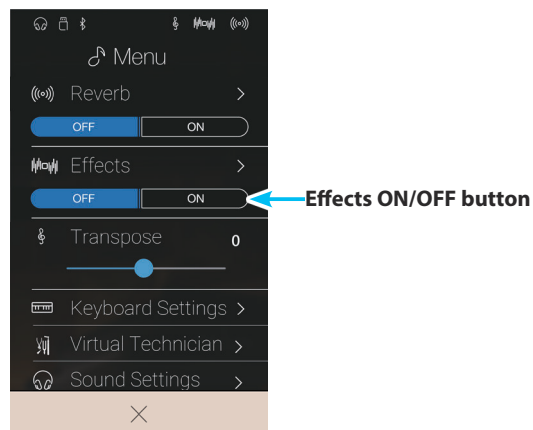 Menu
Reverb
OFF ON
Effects
OFF ON
Effects ON/OFF button
Transpose 0
Keyboard Settings
Virtual Technician
Sound Settings